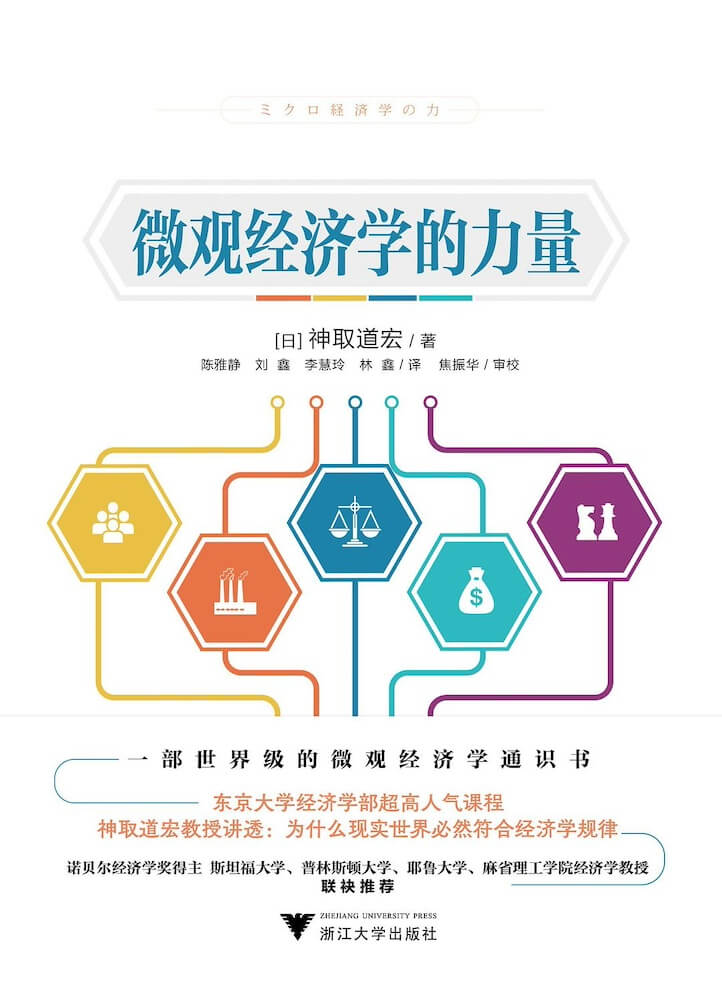 ミクロ経済学の力
微观经济学的力量
[日] 神取道宏 / 著
陈雅静 刘 鑫 李慧玲 林 鑫 / 译 焦振华 / 审校
$
一部世界级的微观经济学通识书
东京大学经济学部超高人气课程
神取道宏教授讲透：为什么现实世界必然符合经济学规律
诺贝尔经济学奖得主 斯坦福大学、普林斯顿大学、耶鲁大学、麻省理工学院经济学教授
联袂推荐
ZHEJIANG UNIVERSITY PRESS
浙江大学出版社